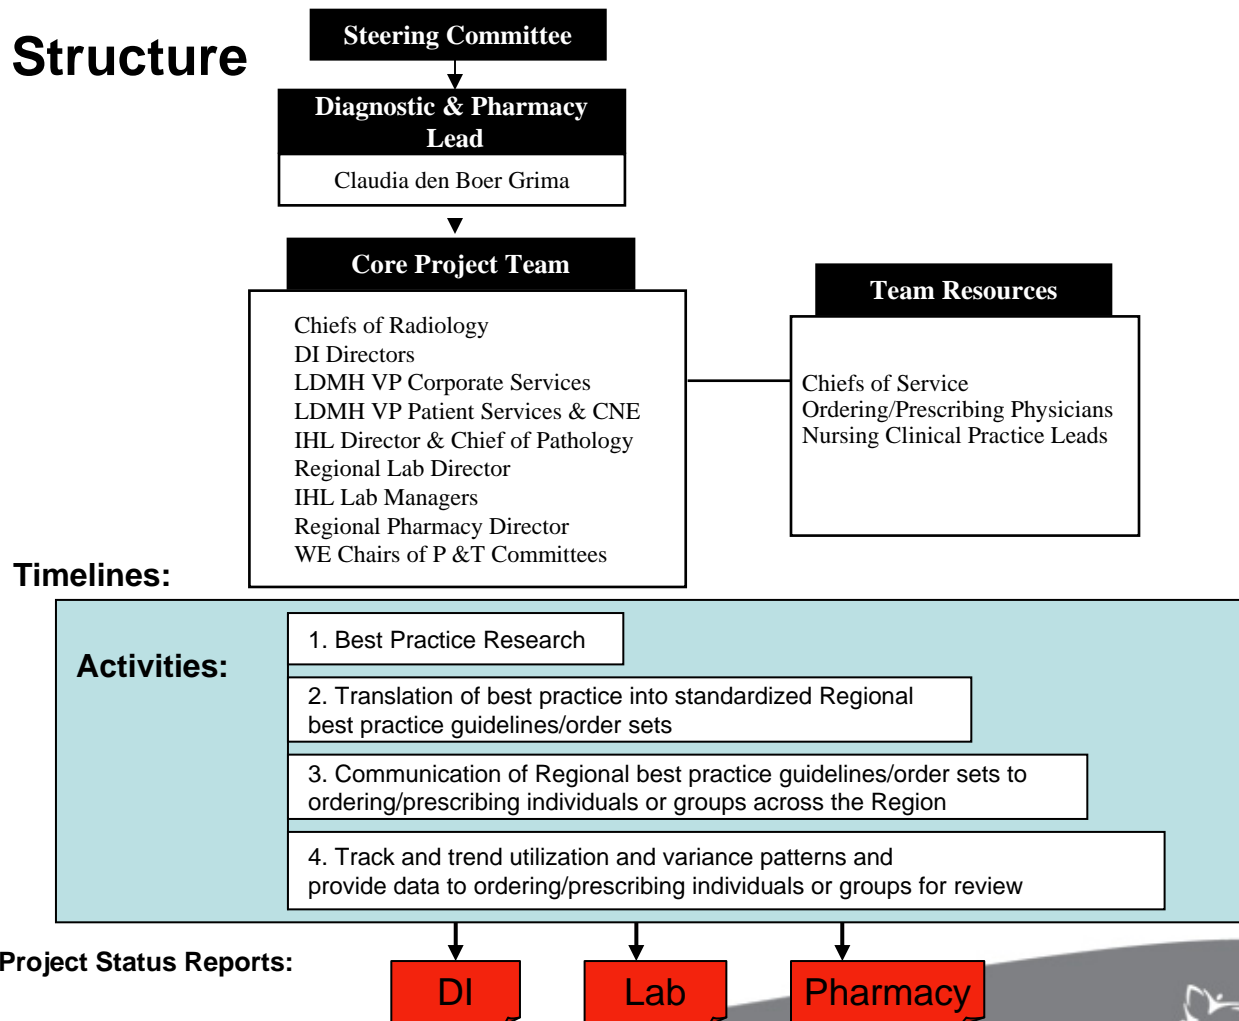 Structure
Steering Committee
Diagnostic & Pharmacy
Lead
Claudia den Boer Grima
Core Project Team
Chiefs of Radiology
DI Directors
LDMH VP Corporate Services
LDMH VP Patient Services & CNE
IHL Director & Chief of Pathology
Regional Lab Director
IHL Lab Managers
Regional Pharmacy Director
WE Chairs of P &T Committees
Team Resources
Chiefs of Service
Ordering/Prescribing Physicians
Nursing Clinical Practice Leads
Timelines:
Activities:
1. Best Practice Research
2. Translation of best practice into standardized Regional
best practice guidelines/order sets
3. Communication of Regional best practice guidelines/order sets to
ordering/prescribing individuals or groups across the Region
4. Track and trend utilization and variance patterns and
provide data to ordering/prescribing individuals or groups for review
Project Status Reports:
DI
Lab
Pharmacy